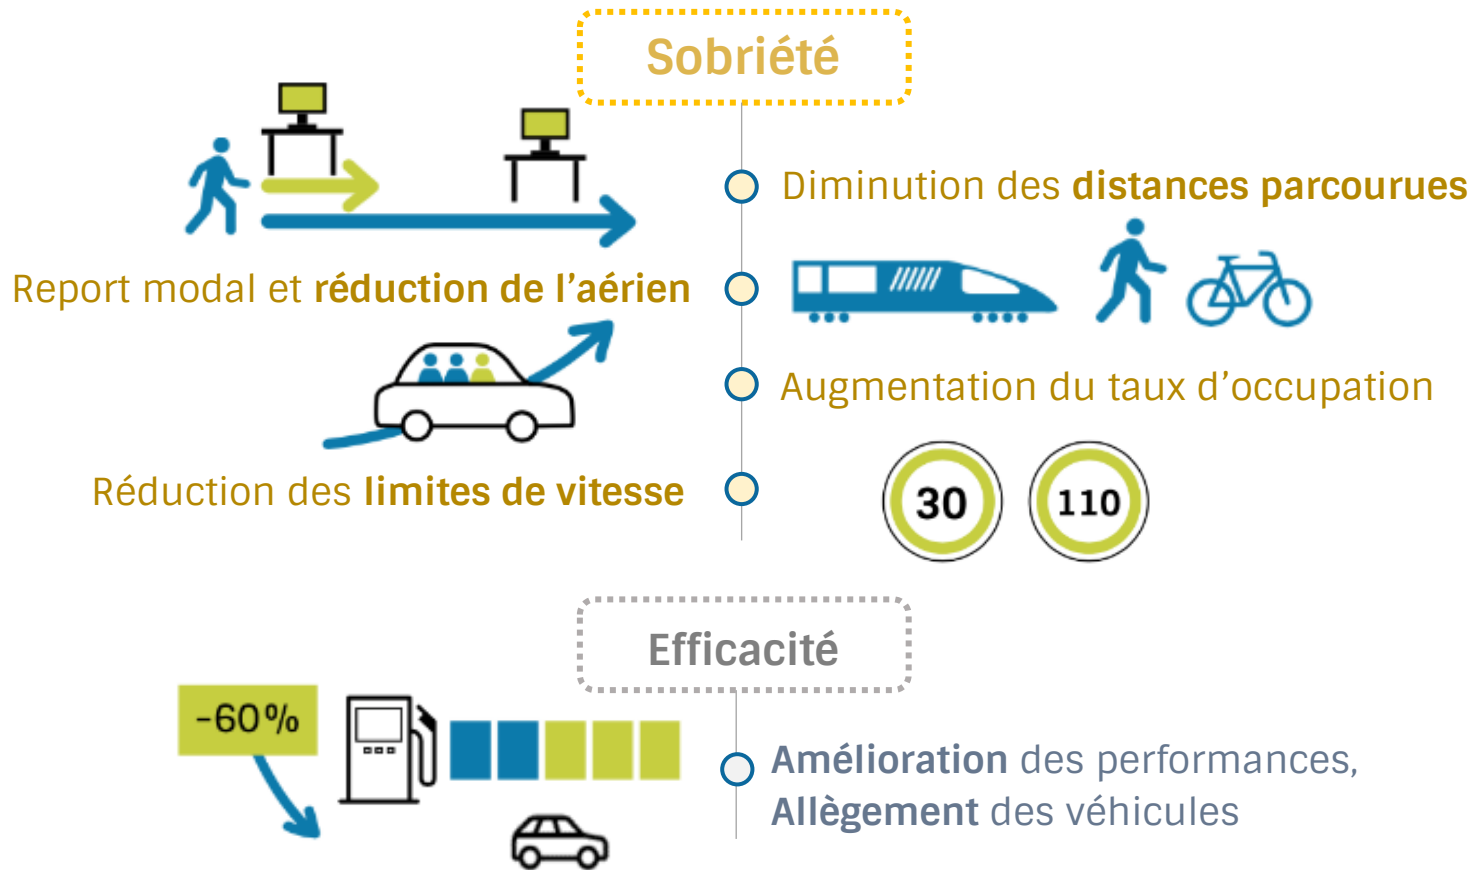 Sobriété
Diminution des distances parcourues
Report modal et réduction de l’aérien
Augmentation du taux d’occupation
Réduction des limites de vitesse
30
110
Efficacité
-60%
Amélioration des performances,
Allègement des véhicules